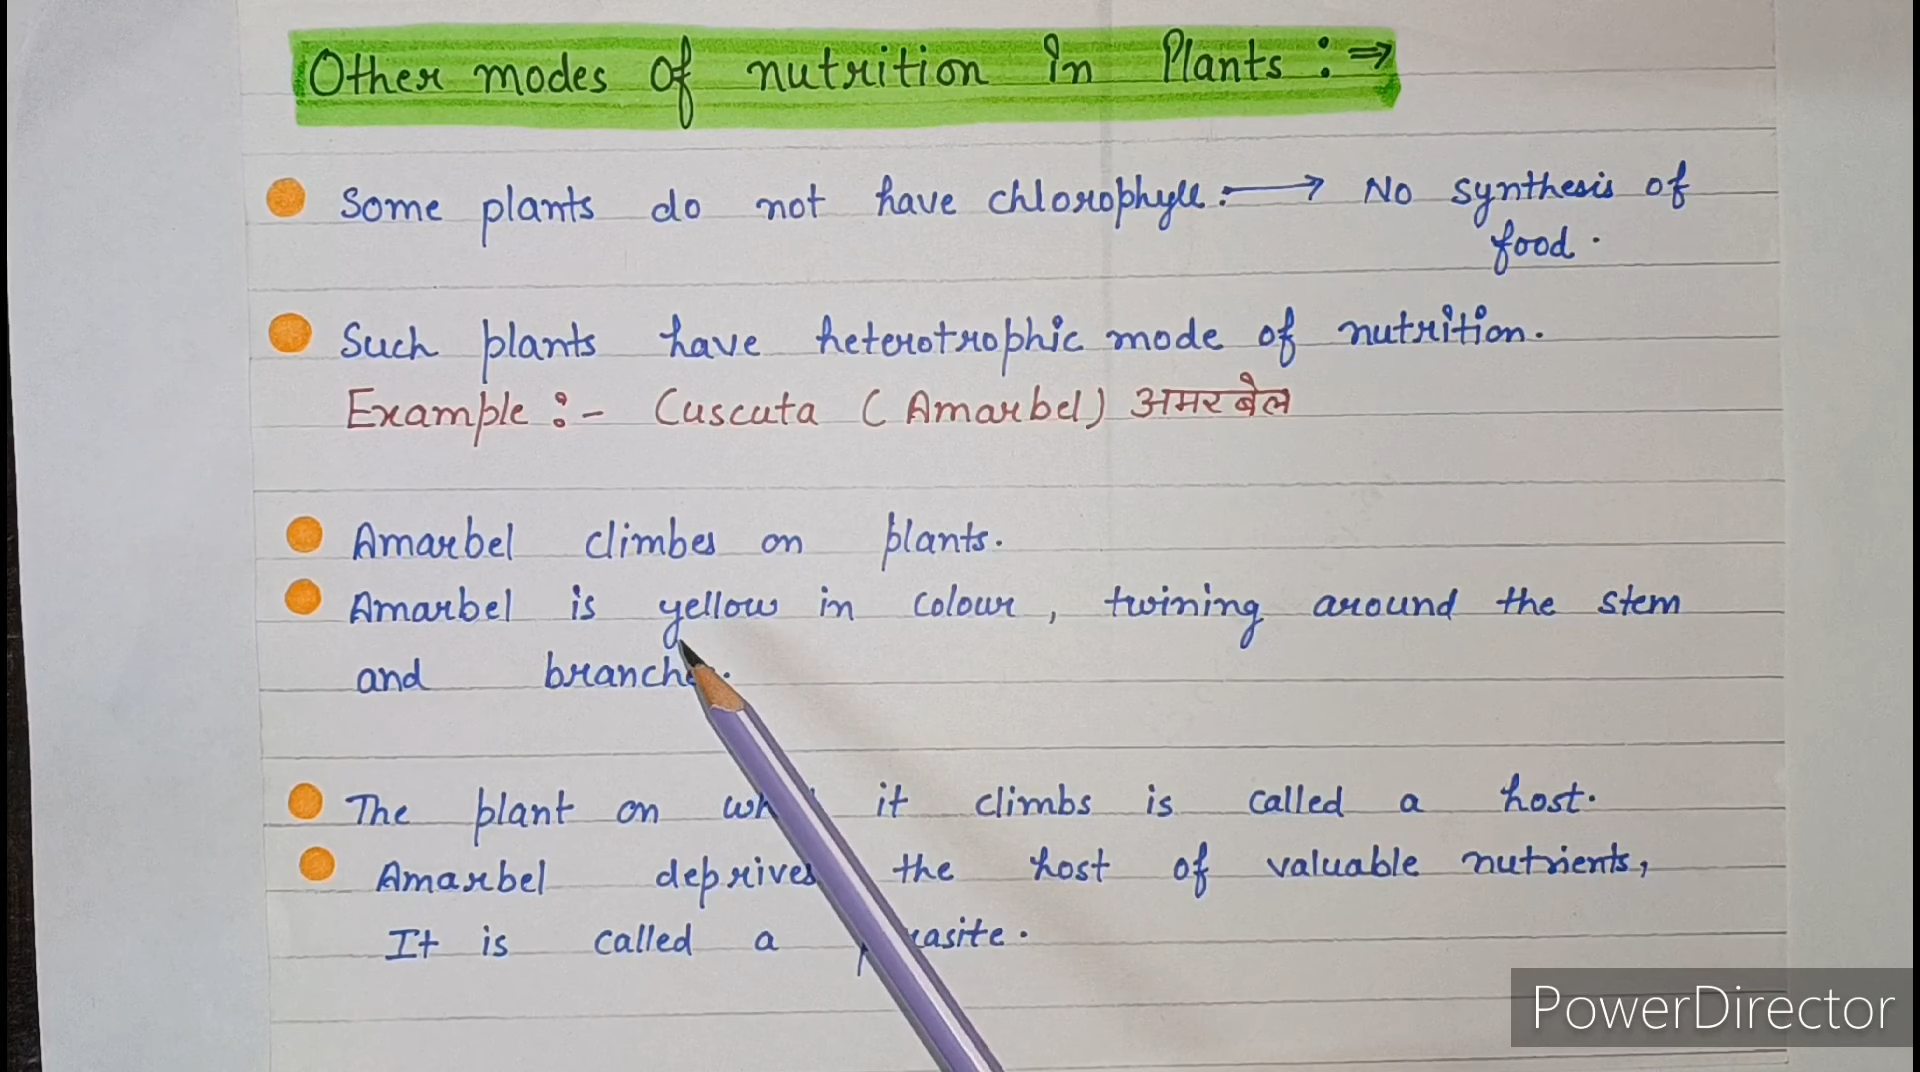 Other modes of nutrition in Plants :⇒
Some plants do not have chlorophyll. → No synthesis of
food.
Such plants have heterotrophic mode of nutrition.
Example :- Cuscuta (Amarbel) अमरबेल
Amarbel climbes on plants.
Amarbel is yellow in colour, twining around the stem
and
The plant on it climbs is called a host.
Amarbel deprives the host of valuable nutrients,
It is called a
PowerDirector